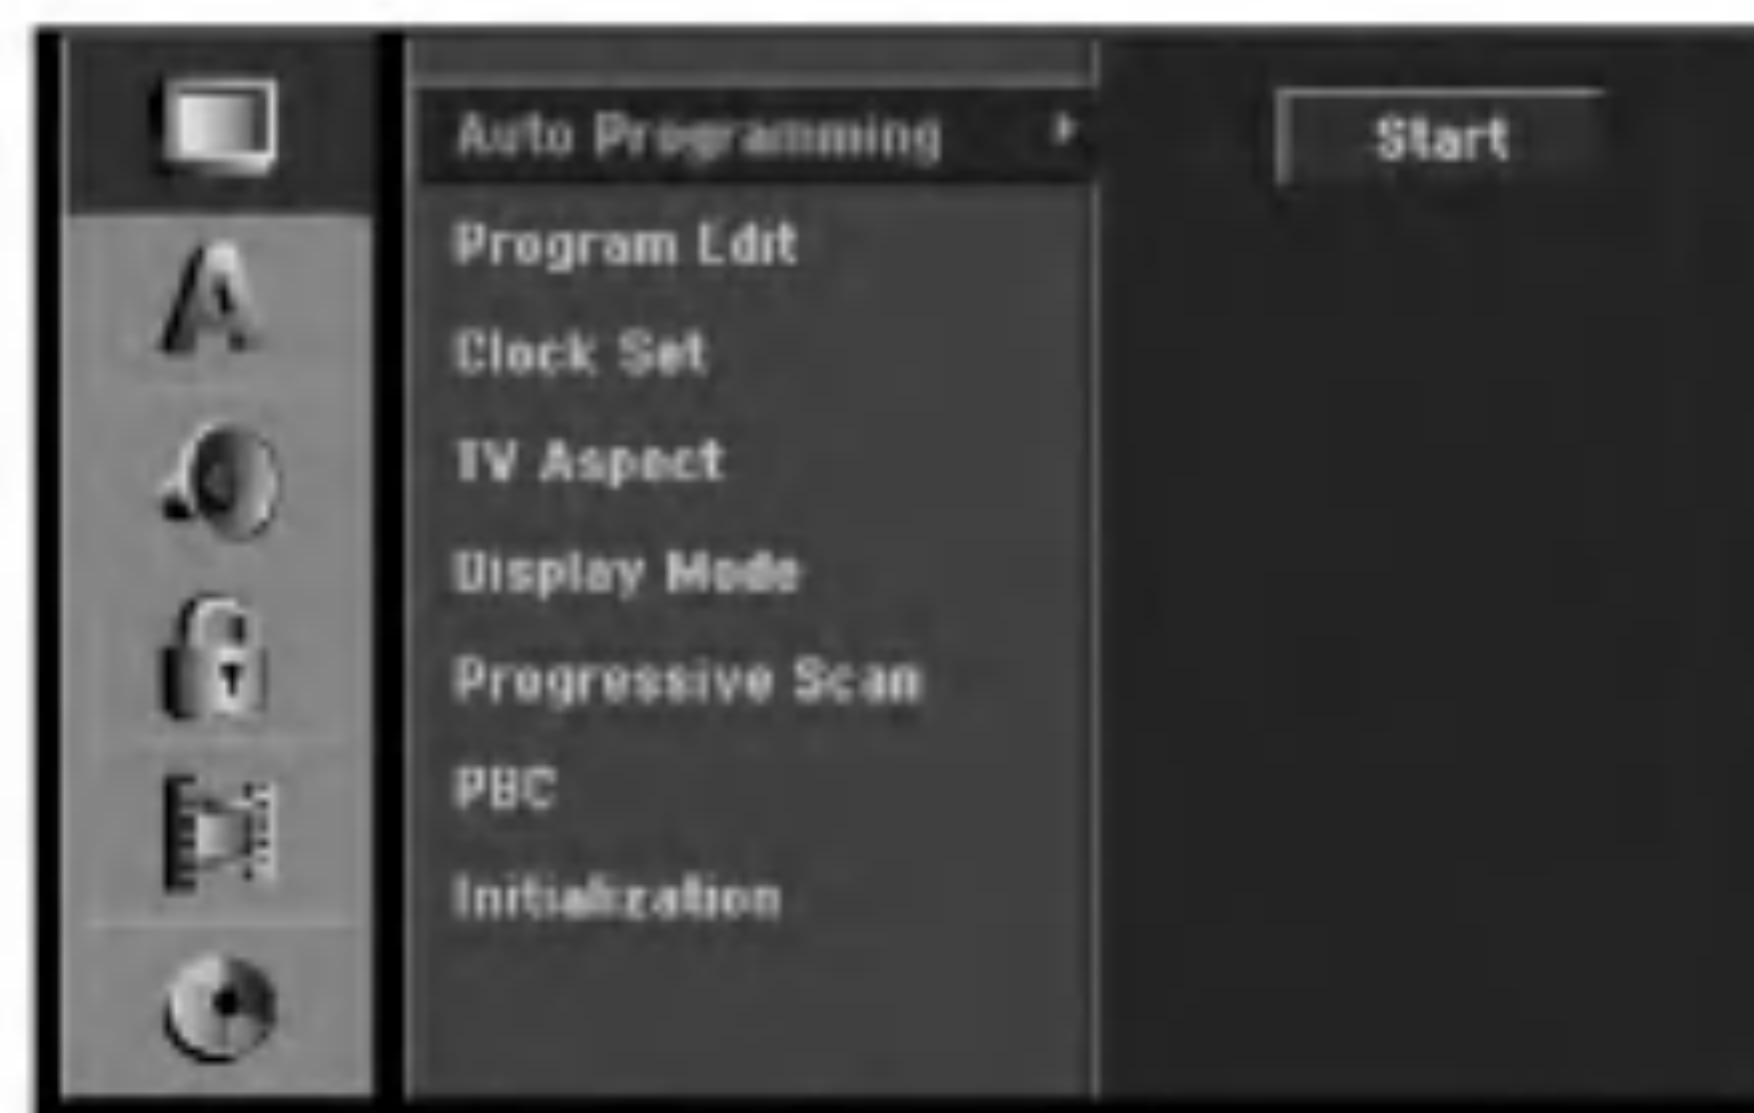 Auto Programming
Start
Program Edit
Clock Set
TV Aspect
Display Mode
Progressive Scan
PBC
Initialization